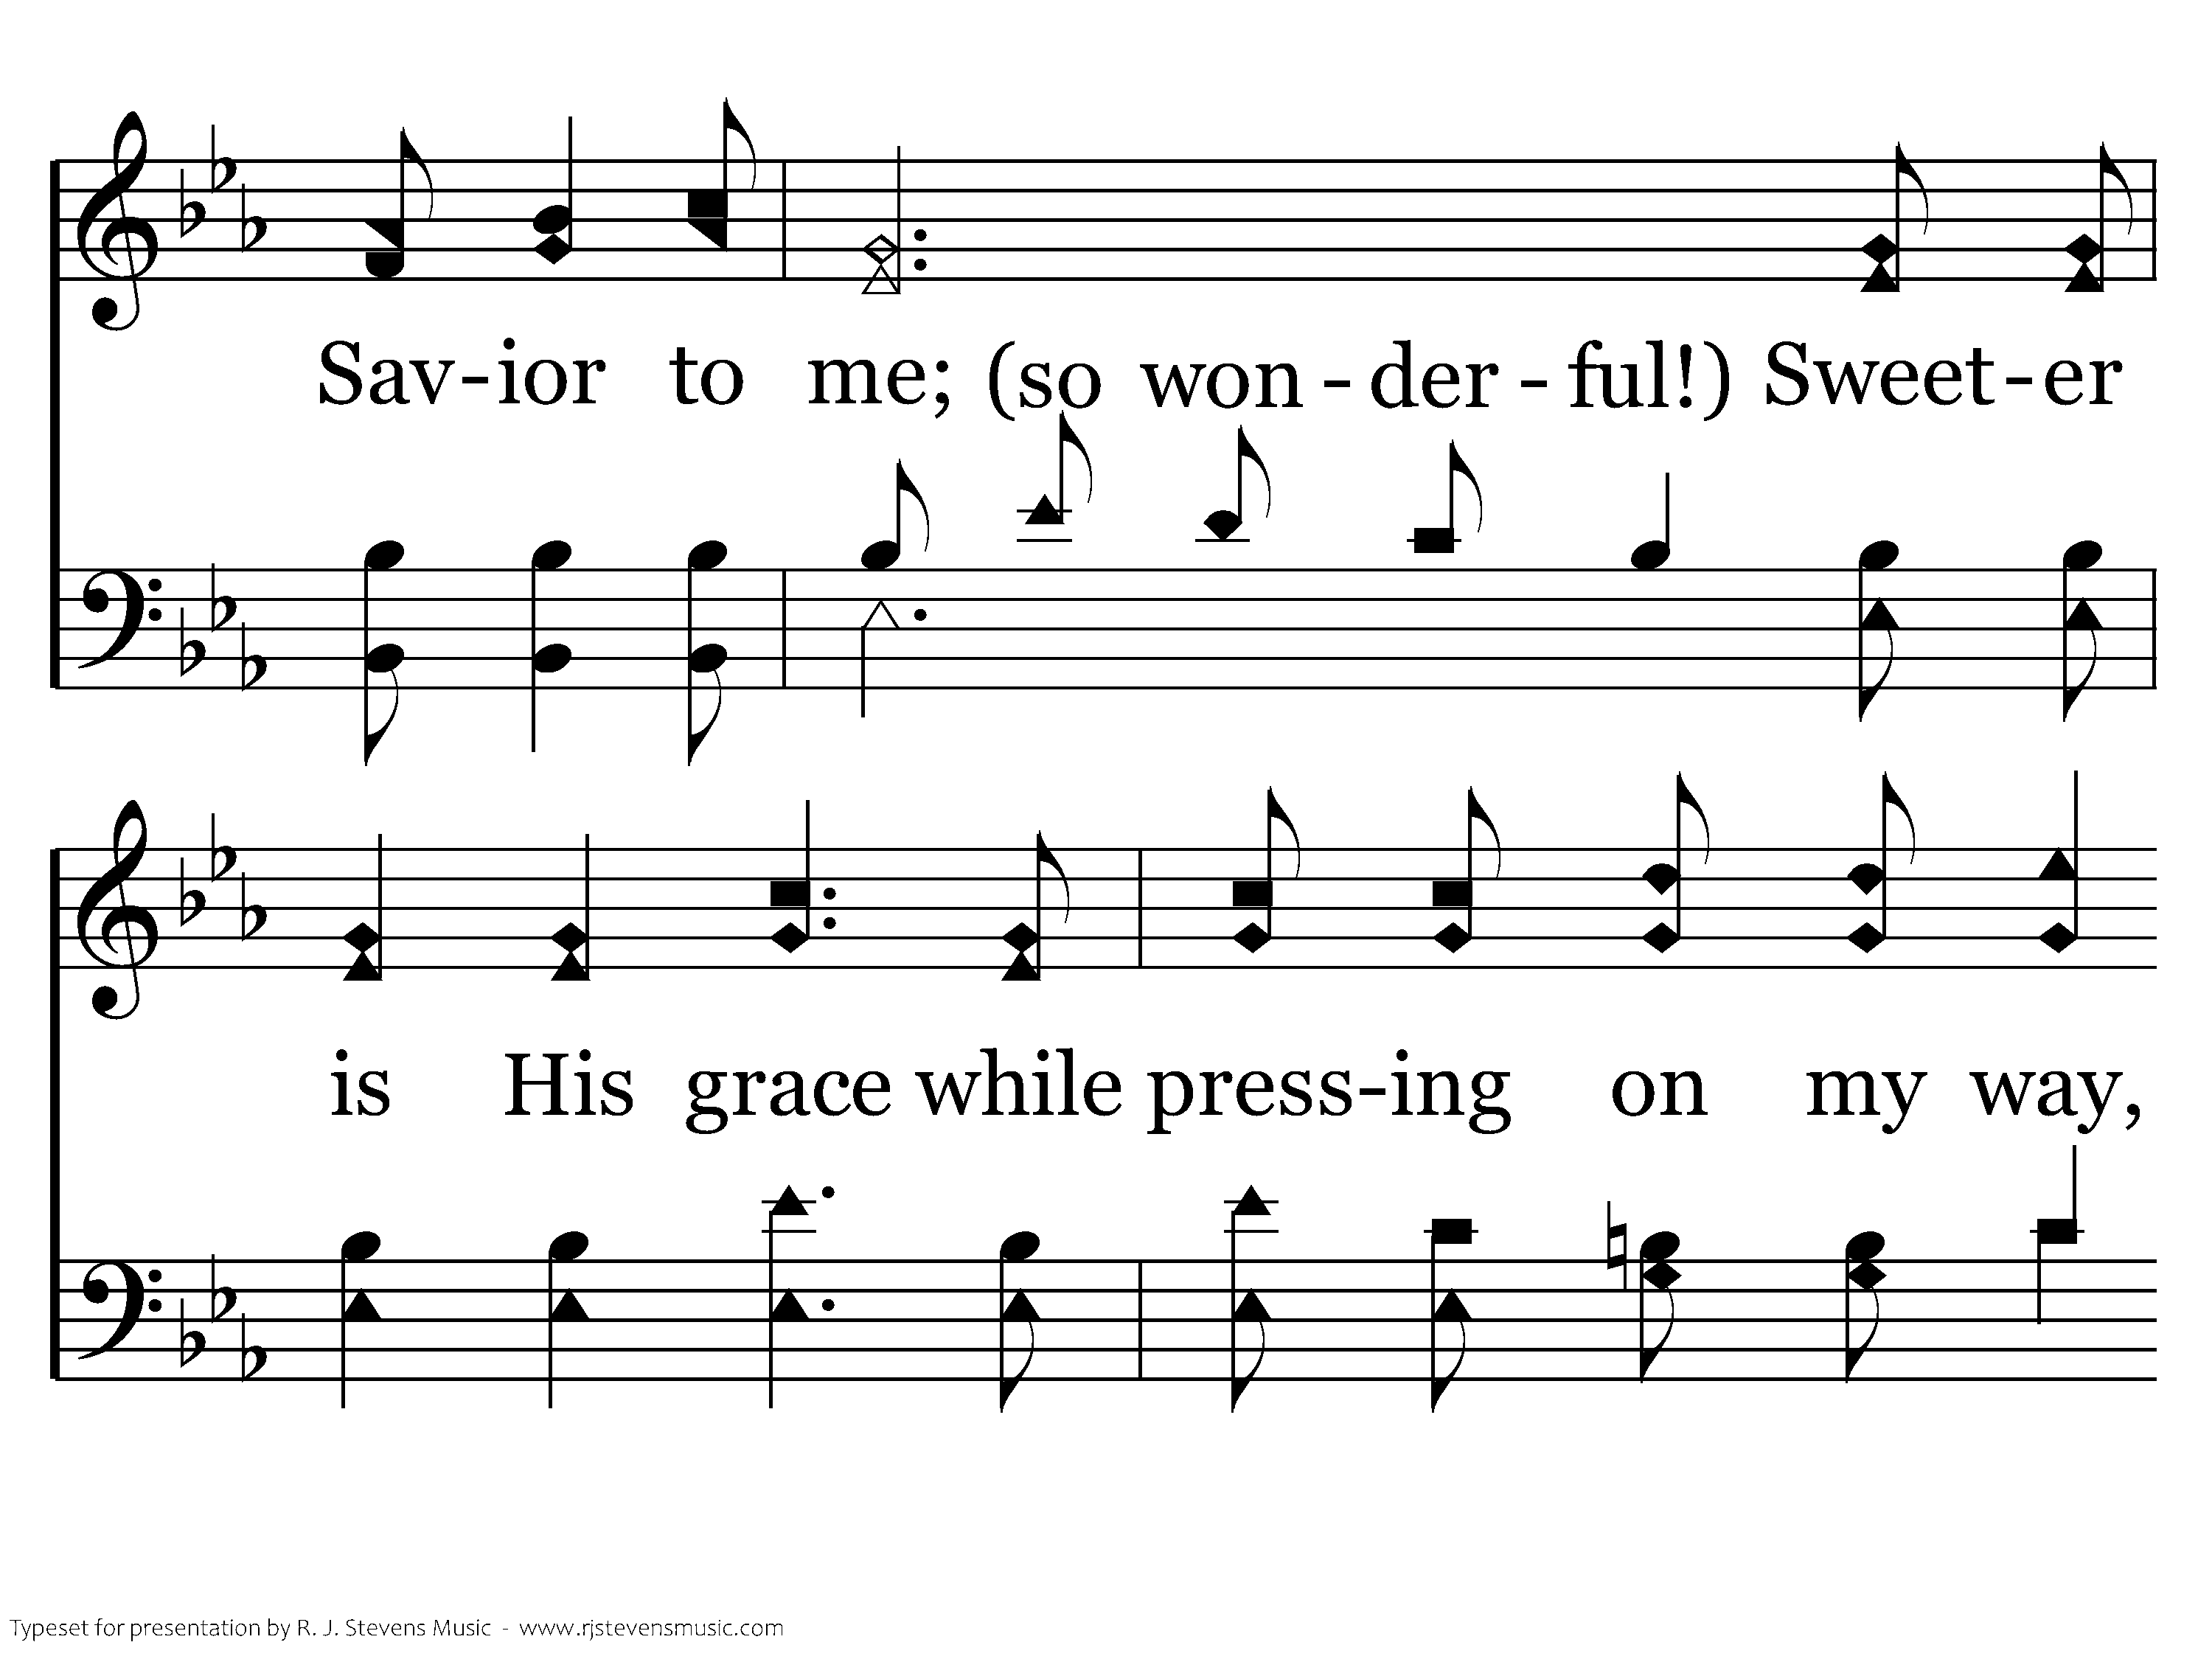 Sav-ior to me; (so won-der-ful!) Sweet-er
is His grace while press-ing on my way,
Typeset for presentation by R. J. Stevens Music - www.rjstevensmusic.com